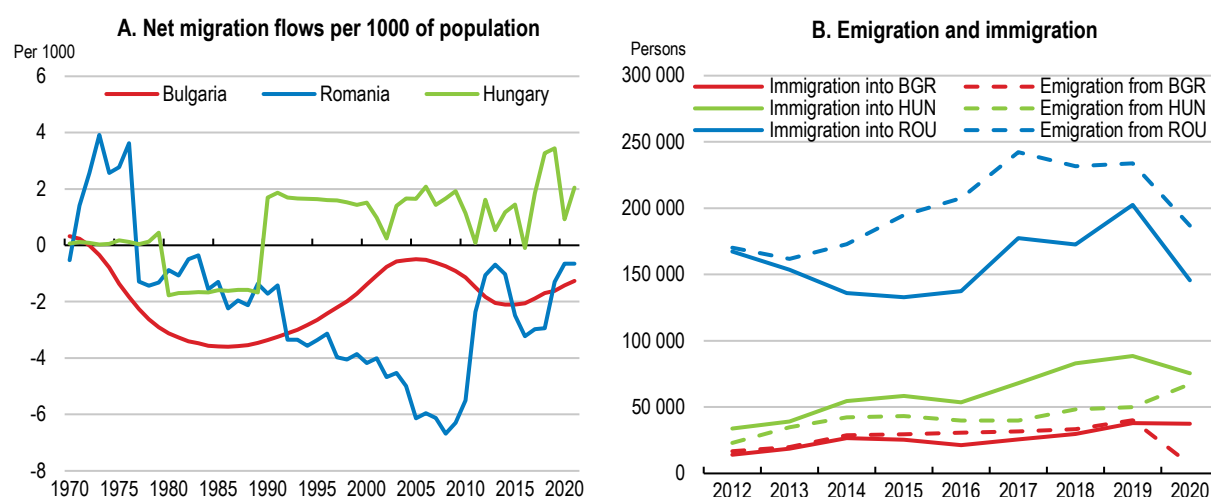 A. Net migration flows per 1000 of population
Per 1000
6
Bulgaria Romania Hungary
4
2
0
-2
-4
-6
-8
1970 1975 1980 1985 1990 1995 2000 2005 2010 2015 2020
B. Emigration and immigration
Persons
300 000
Immigration into BGR Emigration from BGR
Immigration into HUN Emigration from HUN
Immigration into ROU Emigration from ROU
250 000
200 000
150 000
100 000
50 000
0
2012 2013 2014 2015 2016 2017 2018 2019 2020